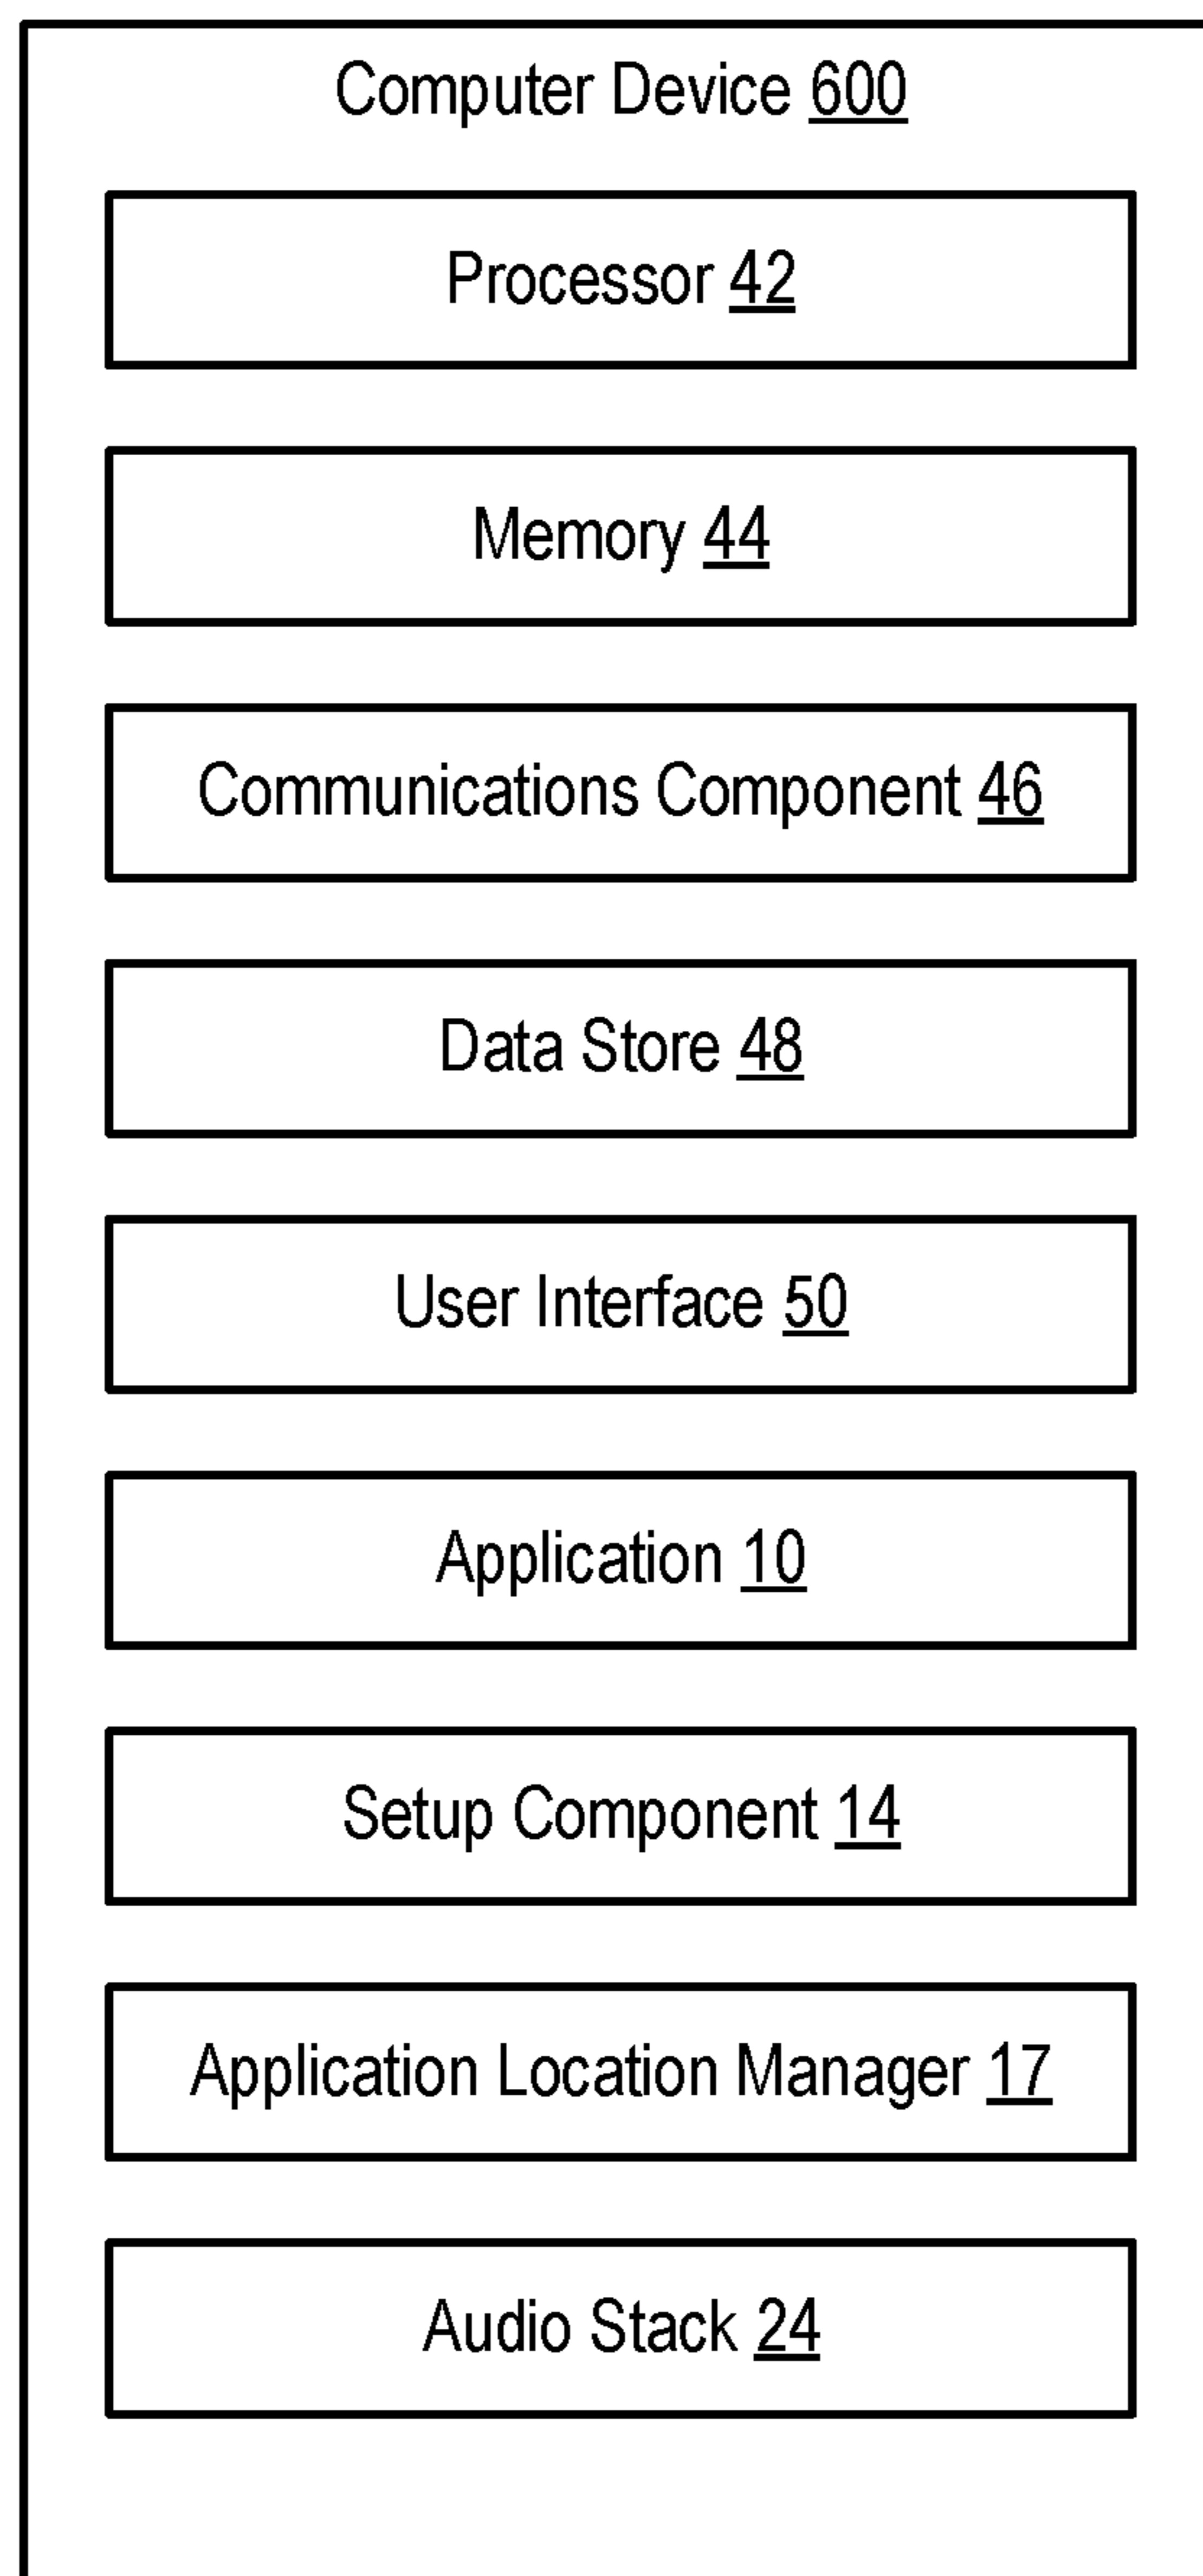 Computer Device 600
Processor 42
Memory 44
Communications Component 46
Data Store 48
User Interface 50
Application 10
Setup Component 14
Application Location Manager 17
Audio Stack 24